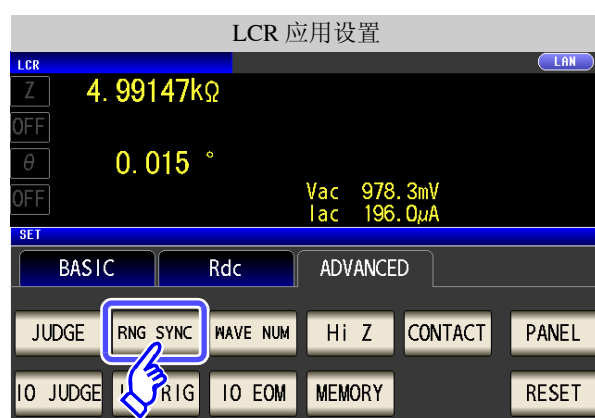 LCR 应用设置
LCR LAN
Z 4.99147kΩ
OFF
θ 0.015 °
OFF Vac 978.3mV
Iac 196.0μA
SET
BASIC Rdc ADVANCED
JUDGE RNG SYNC WAVE NUM Hi Z CONTACT PANEL
IO JUDGE RIG IO EOM MEMORY RESET